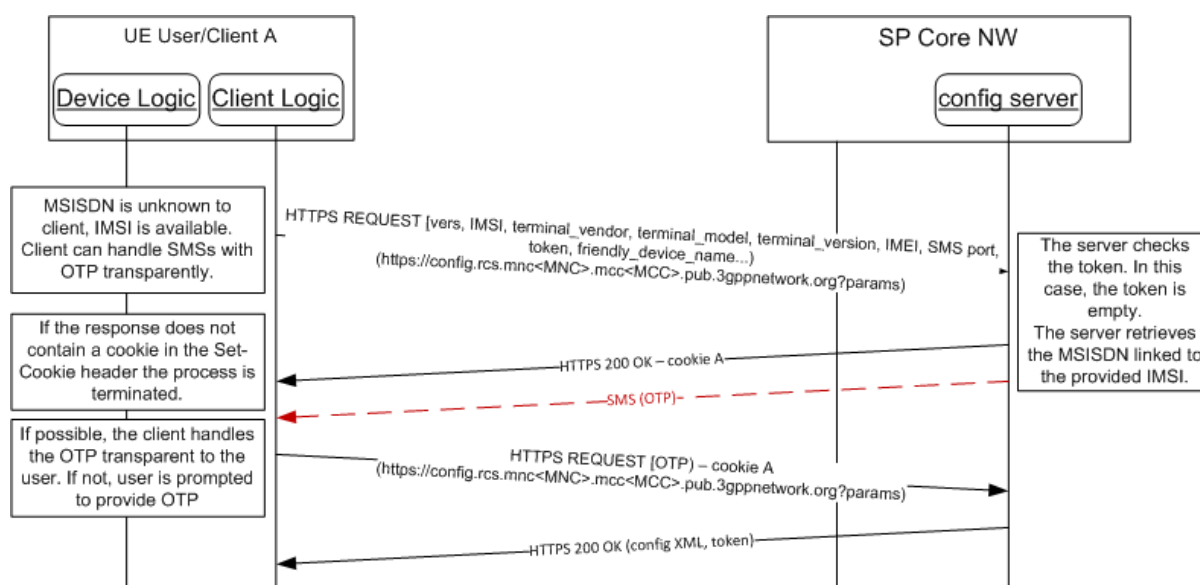 UE User/Client A
SP Core NW
Device Logic
Client Logic
config server
MSISDN is unknown to
client, IMSI is available.
Client can handle SMSs with
OTP transparently.
HTTPS REQUEST [vers, IMSI, terminal_vendor, terminal_model, terminal_version, IMEI, SMS port,
token, friendly_device_name...)
(https://config.rcs.mnc<MNC>.mcc<MCC>.pub.3gppnetwork.org?params)
The server checks
the token. In this
case, the token is
empty.
The server retrieves
the MSISDN linked to
the provided IMSI.
If the response does not
contain a cookie in the Set-
Cookie header the process is
terminated.
HTTPS 200 OK – cookie A
SMS (OTP)
If possible, the client handles
the OTP transparent to the
user. If not, user is prompted
to provide OTP
HTTPS REQUEST [OTP) – cookie A
(https://config.rcs.mnc<MNC>.mcc<MCC>.pub.3gppnetwork.org?params)
HTTPS 200 OK (config XML, token)